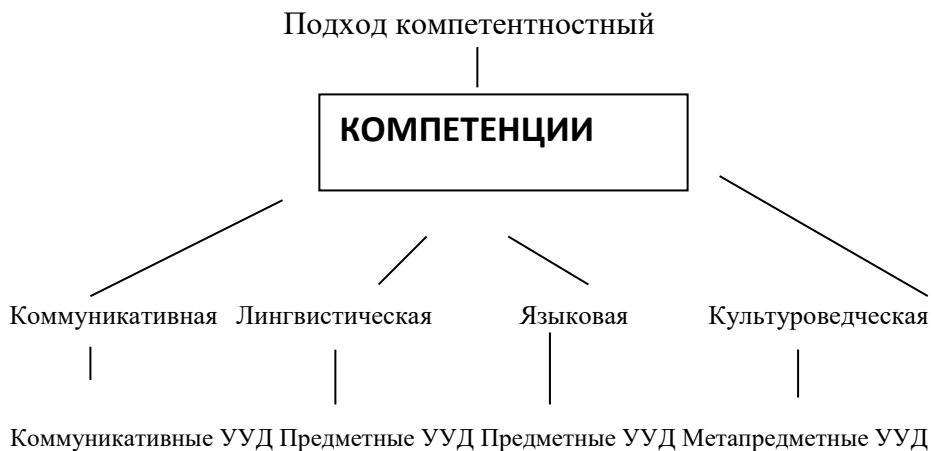 Подход компетентностный
КОМПЕТЕНЦИИ
Коммуникативная Лингвистическая Языковая Культуроведческая
Коммуникативные УУД Предметные УУД Предметные УУД Метапредметные УУД